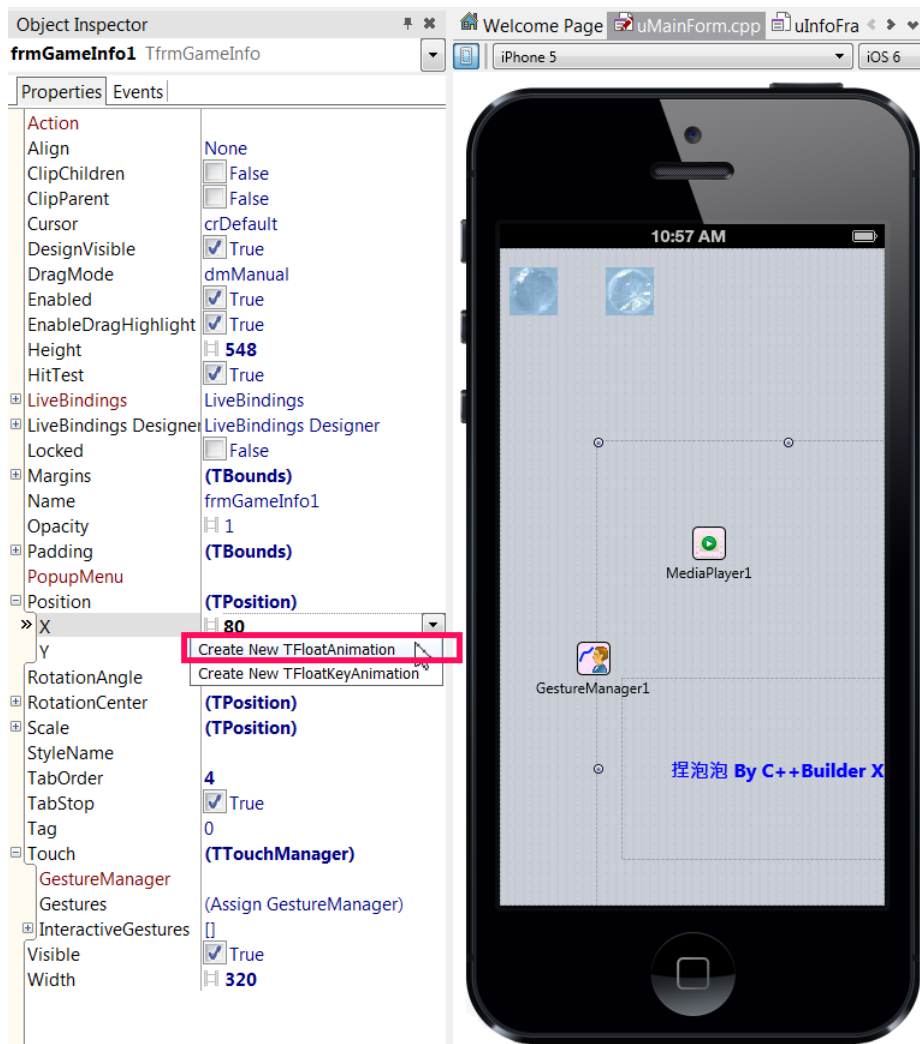 Object Inspector
frmGameInfo1 TfrmGameInfo
Properties Events
Action
Align None
ClipChildren False
ClipParent False
Cursor crDefault
DesignVisible True
DragMode dmManual
Enabled True
EnableDragHighlight True
Height 548
HitTest True
LiveBindings LiveBindings
LiveBindings Designer LiveBindings Designer
Locked False
Margins (TBounds)
Name frmGameInfo1
Opacity 1
Padding (TBounds)
PopupMenu
Position (TPosition)
X 80
Y
Create New TFloatAnimation
Create New TFloatKeyAnimation
RotationAngle
RotationCenter (TPosition)
Scale (TPosition)
StyleName
TabOrder 4
TabStop True
Tag 0
Touch (TTouchManager)
GestureManager
Gestures (Assign GestureManager)
InteractiveGestures []
Visible True
Width 320
Welcome Page uMainForm.cpp uInfoFra
iPhone 5 iOS 6
10:57 AM
MediaPlayer1
GestureManager1
捏泡泡 By C++Builder X